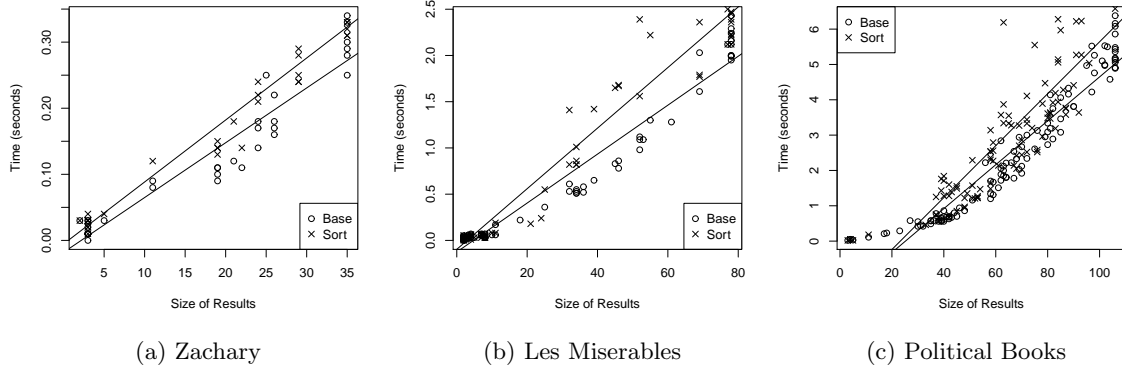 0.00
0.10
0.20
0.30
Time (seconds)
5
10
15
20
25
30
35
Size of Results
Base
Sort
(a) Zachary
0.0
0.5
1.0
1.5
2.0
2.5
Time (seconds)
0
20
40
60
80
Size of Results
Base
Sort
(b) Les Miserables
0
1
2
3
4
5
6
Time (seconds)
0
20
40
60
80
100
Size of Results
Base
Sort
(c) Political Books